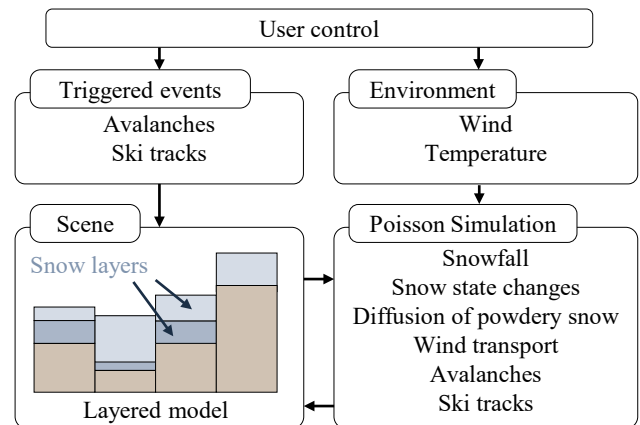 User control
Triggered events
Avalanches
Ski tracks
Environment
Wind
Temperature
Scene
Snow layers
Layered model
Poisson Simulation
Snowfall
Snow state changes
Diffusion of powdery snow
Wind transport
Avalanches
Ski tracks